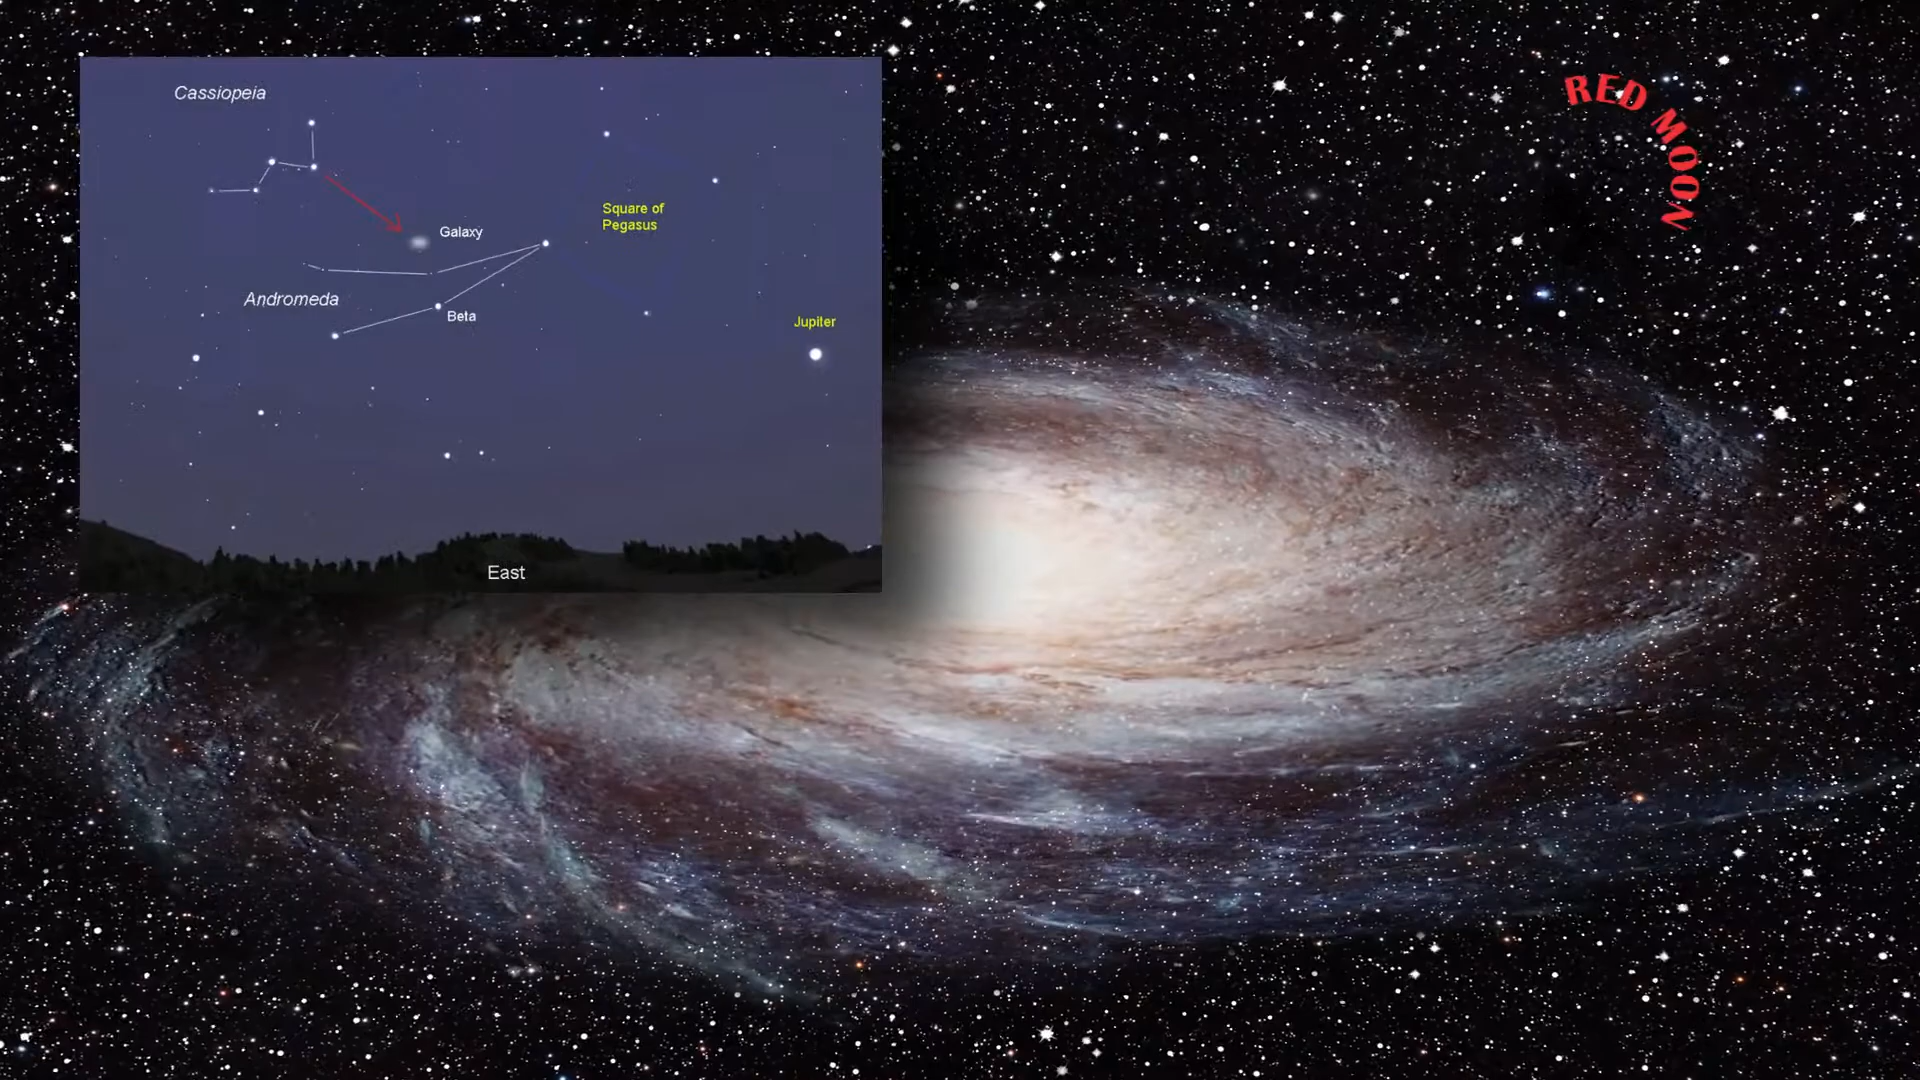 Cassiopeia
RED MOON
Square of
Pegasus
Galaxy
Andromeda
Beta
Jupiter
East